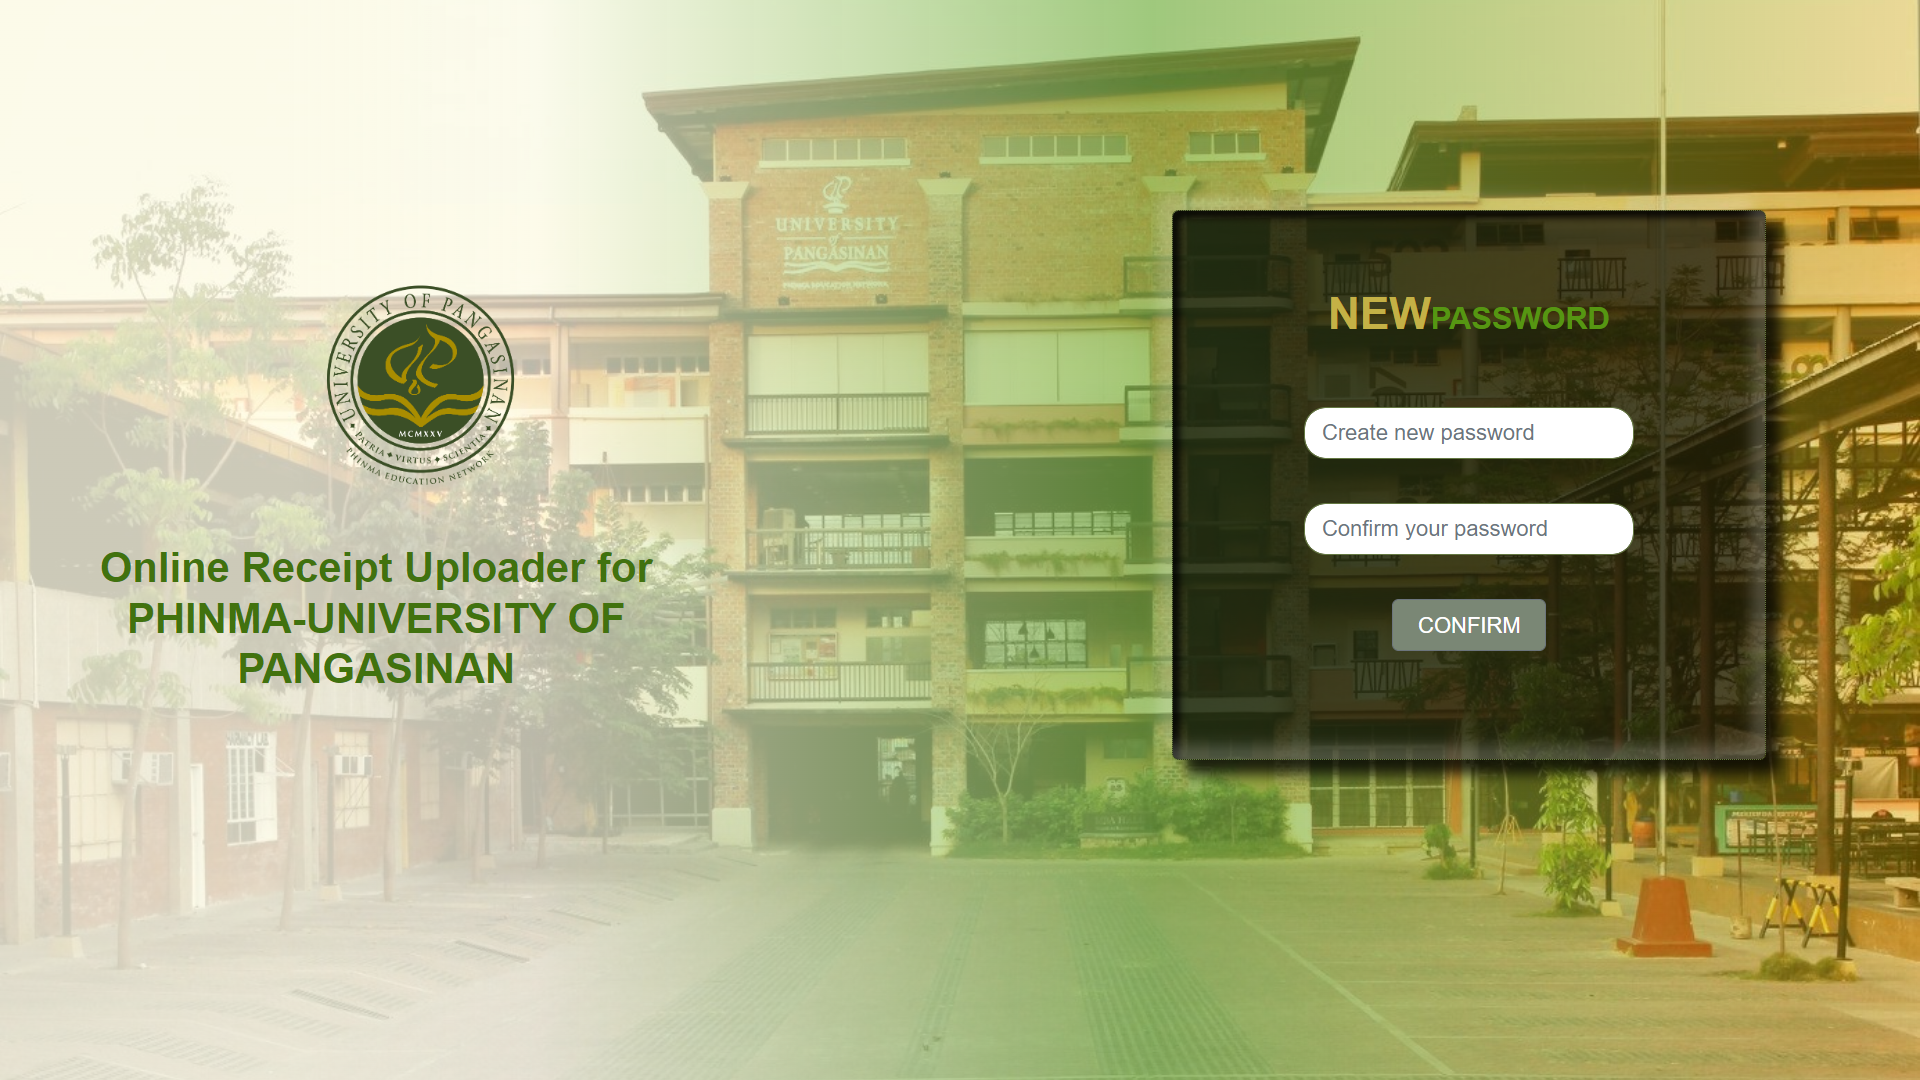 UNIVERSITY
of
PANGASINAN
UNIVERSITY OF PANGASINAN
MCMXXV
PATRIA VIRTUS SCIENTIA
PHINMA EDUCATION NETWORK
Online Receipt Uploader for
PHINMA-UNIVERSITY OF
PANGASINAN
NEWPASSWORD
Create new password
Confirm your password
CONFIRM